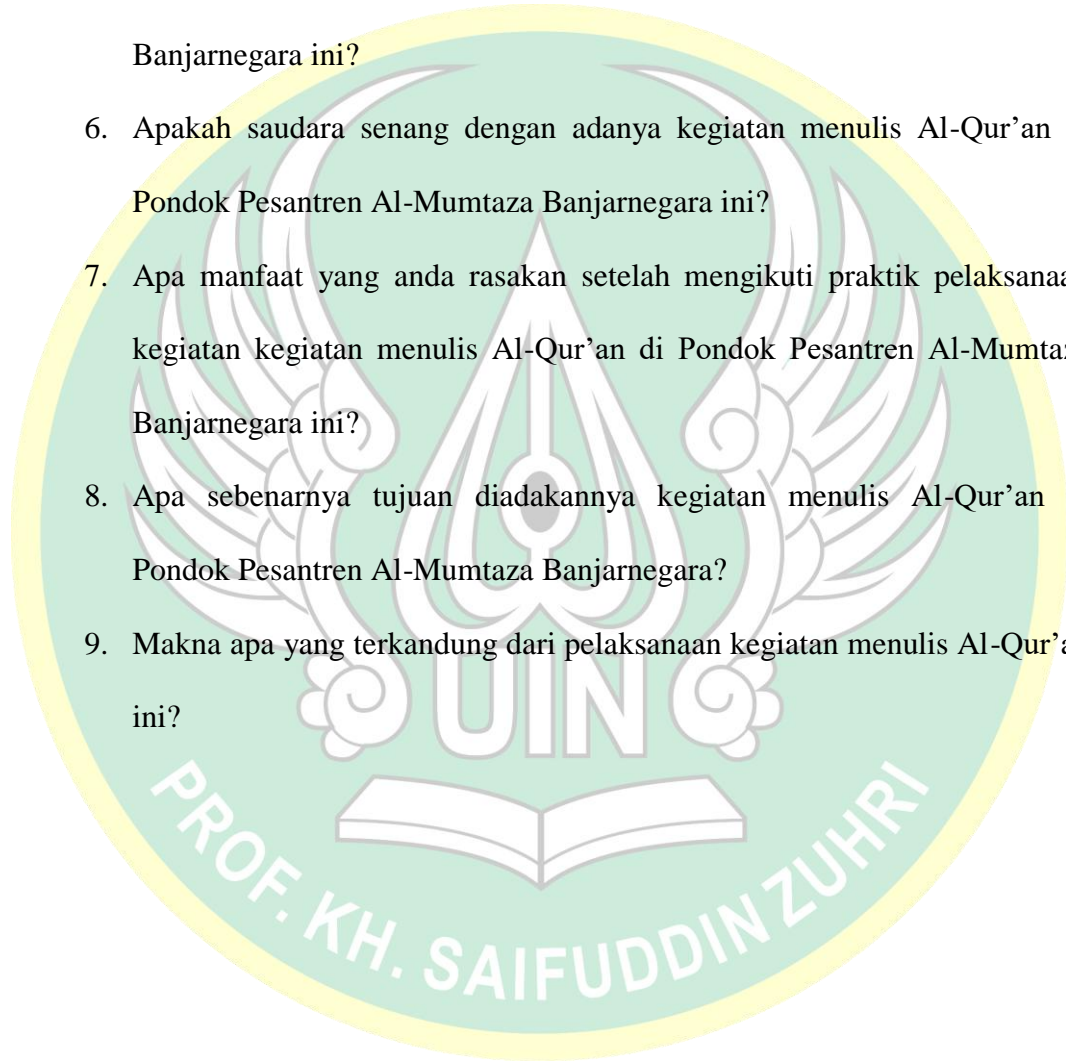 Banjarnegara ini?
6. Apakah saudara senang dengan adanya kegiatan menulis Al-Qur'an
Pondok Pesantren Al-Mumtaza Banjarnegara ini?
7. Apa manfaat yang anda rasakan setelah mengikuti praktik pelaksanaa
kegiatan kegiatan menulis Al-Qur'an di Pondok Pesantren Al-Mumtaz
Banjarnegara ini?
8. Apa sebenarnya tujuan diadakannya kegiatan menulis Al-Qur'an
Pondok Pesantren Al-Mumtaza Banjarnegara?
9. Makna apa yang terkandung dari pelaksanaan kegiatan menulis Al-Qur'a
ini?
UIN
PROF. KH. SAIFUDDIN ZUHRI